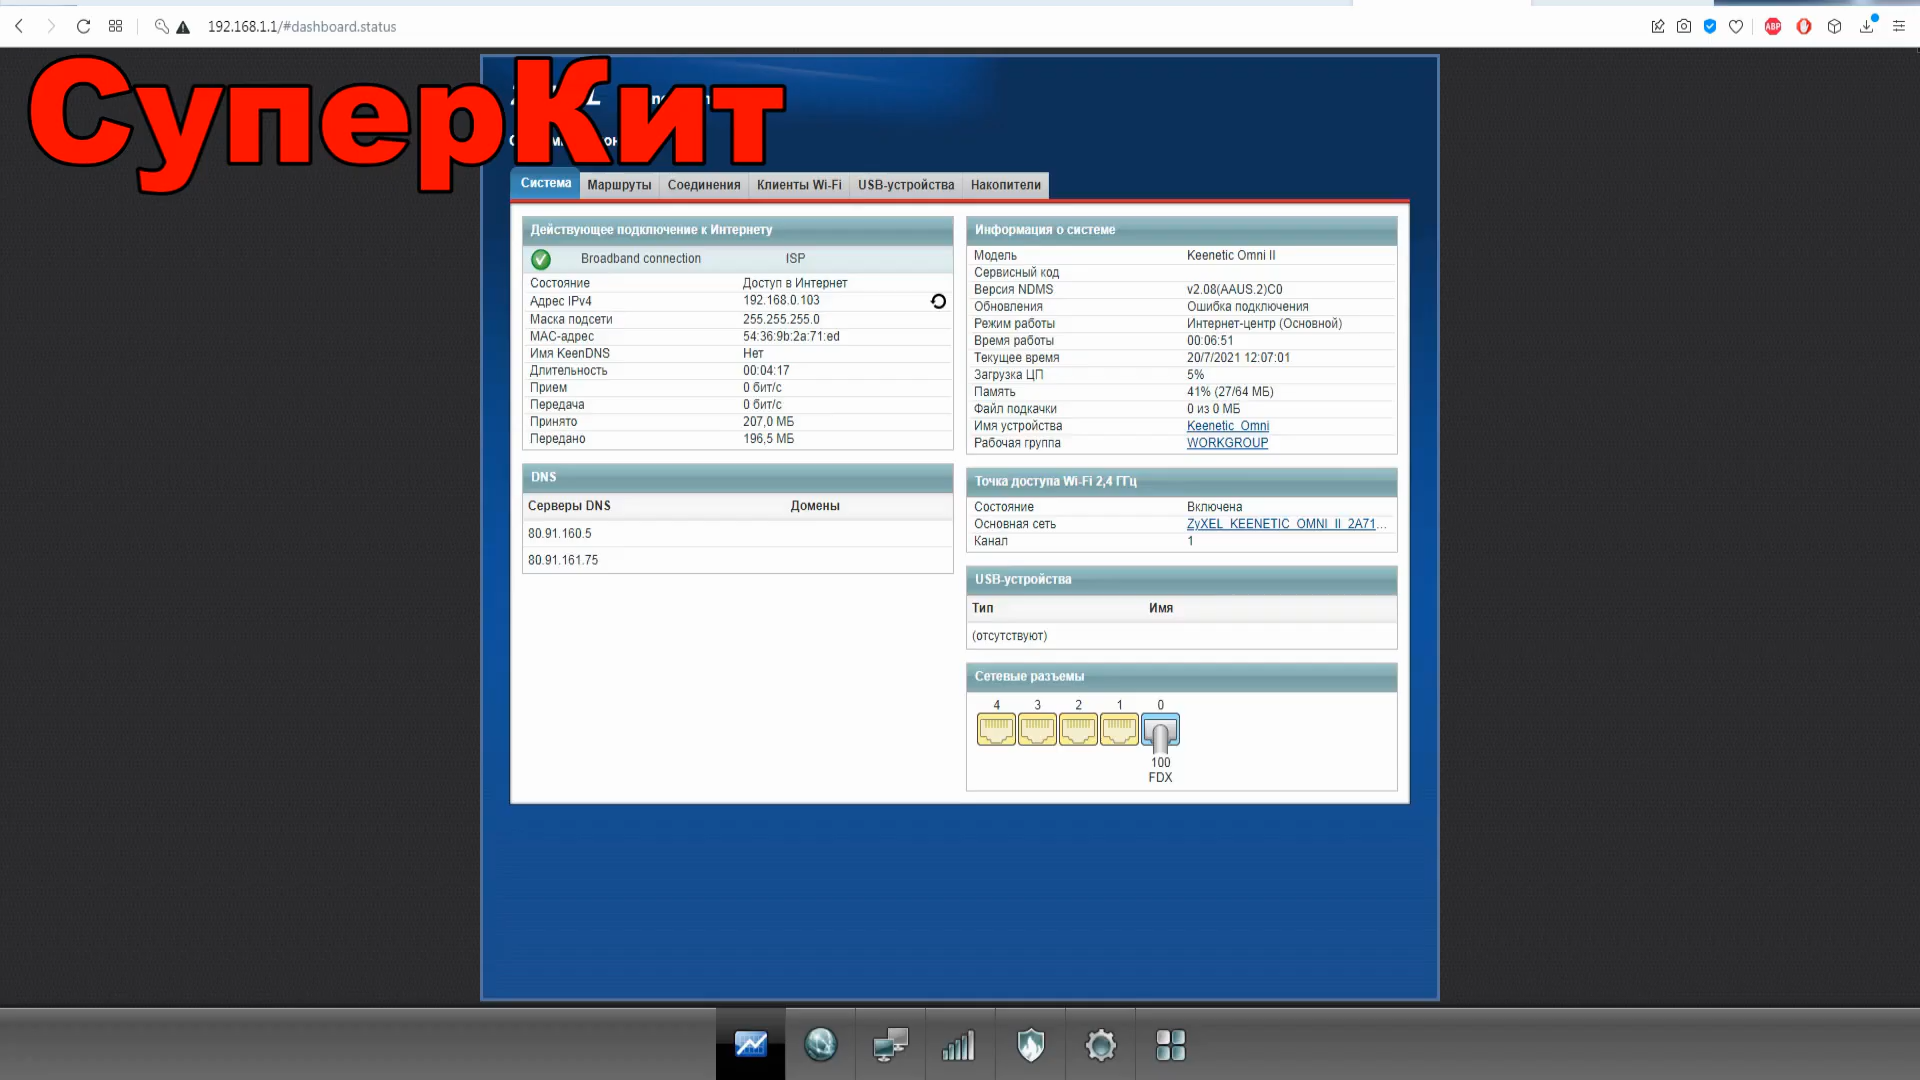 192.168.1.1/#dashboard.status
ABP
СуперКит
Система Маршруты Соединения Клиенты Wi-Fi USB-устройства Накопители
Действующее подключение к Интернету
Broadband connection ISP
Состояние Доступ в Интернет
Адрес IPv4 192.168.0.103
Маска подсети 255.255.255.0
MAC-адрес 54:36:9b:2a:71:ed
Имя KeenDNS Нет
Длительность 00:04:17
Прием 0 бит/с
Передача 0 бит/с
Принято 207,0 МБ
Передано 196,5 МБ
DNS
Серверы DNS Домены
80.91.160.5
80.91.161.75
Информация о системе
Модель Keenetic Omni II
Сервисный код
Версия NDMS v2.08(AAUS.2)C0
Обновления Ошибка подключения
Режим работы Интернет-центр (Основной)
Время работы 00:06:51
Текущее время 20/7/2021 12:07:01
Загрузка ЦП 5%
Память 41% (27/64 МБ)
Файл подкачки 0 из 0 МБ
Имя устройства Keenetic_Omni
Рабочая группа WORKGROUP
Точка доступа Wi-Fi 2,4 ГГц
Состояние Включена
Основная сеть ZyXEL_KEENETIC_OMNI_II_2A71...
Канал 1
USB-устройства
Тип Имя
(отсутствуют)
Сетевые разъемы
4 3 2 1 0
100
FDX